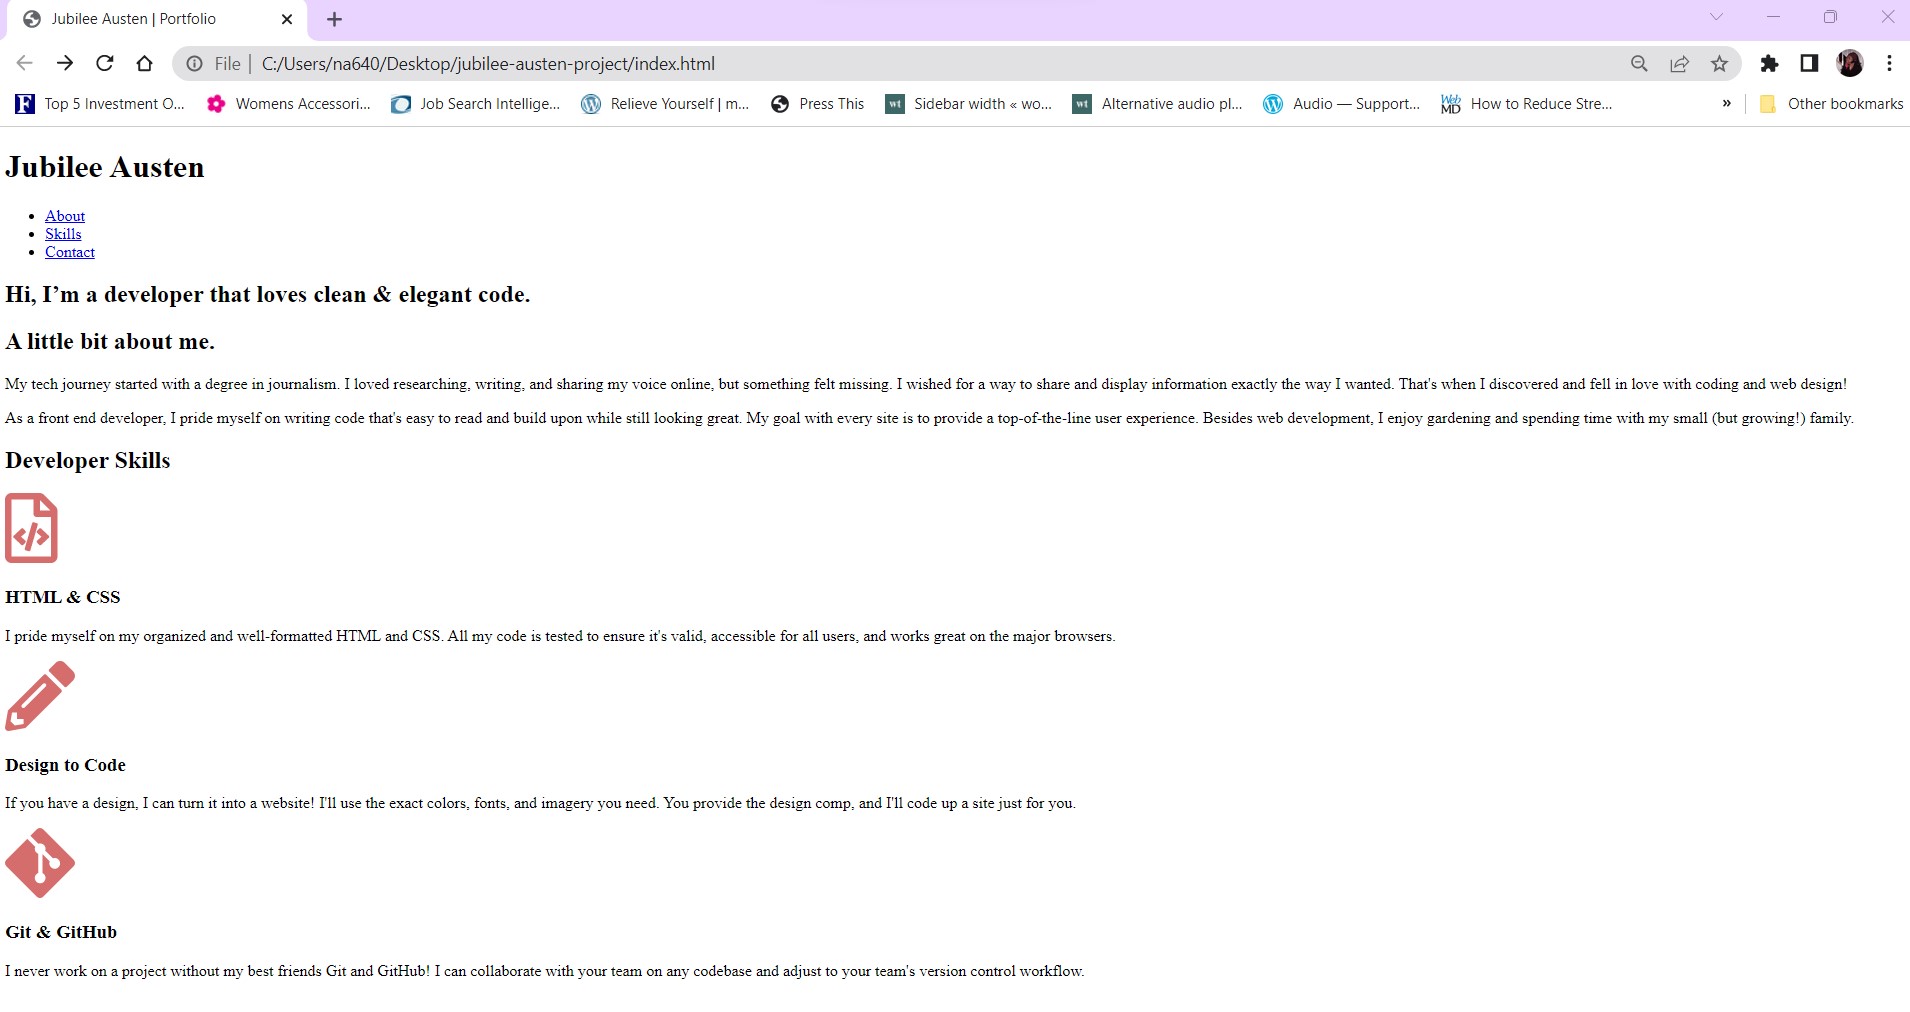 Jubilee Austen | Portfolio
File | C:/Users/na640/Desktop/jubilee-austen-project/index.html
F Top 5 Investment O... Womens Accessori... Job Search Intellige... Relieve Yourself | m... Press This wt Sidebar width « wo... wt Alternative audio pl... Audio — Support... Web MD How to Reduce Stre... » Other bookmarks
Jubilee Austen
About
Skills
Contact
Hi, I’m a developer that loves clean & elegant code.
A little bit about me.
My tech journey started with a degree in journalism. I loved researching, writing, and sharing my voice online, but something felt missing. I wished for a way to share and display information exactly the way I wanted. That's when I discovered and fell in love with coding and web design!
As a front end developer, I pride myself on writing code that's easy to read and build upon while still looking great. My goal with every site is to provide a top-of-the-line user experience. Besides web development, I enjoy gardening and spending time with my small (but growing!) family.
Developer Skills
</>
HTML & CSS
I pride myself on my organized and well-formatted HTML and CSS. All my code is tested to ensure it's valid, accessible for all users, and works great on the major browsers.
Design to Code
If you have a design, I can turn it into a website! I'll use the exact colors, fonts, and imagery you need. You provide the design comp, and I'll code up a site just for you.
Git & GitHub
I never work on a project without my best friends Git and GitHub! I can collaborate with your team on any codebase and adjust to your team's version control workflow.